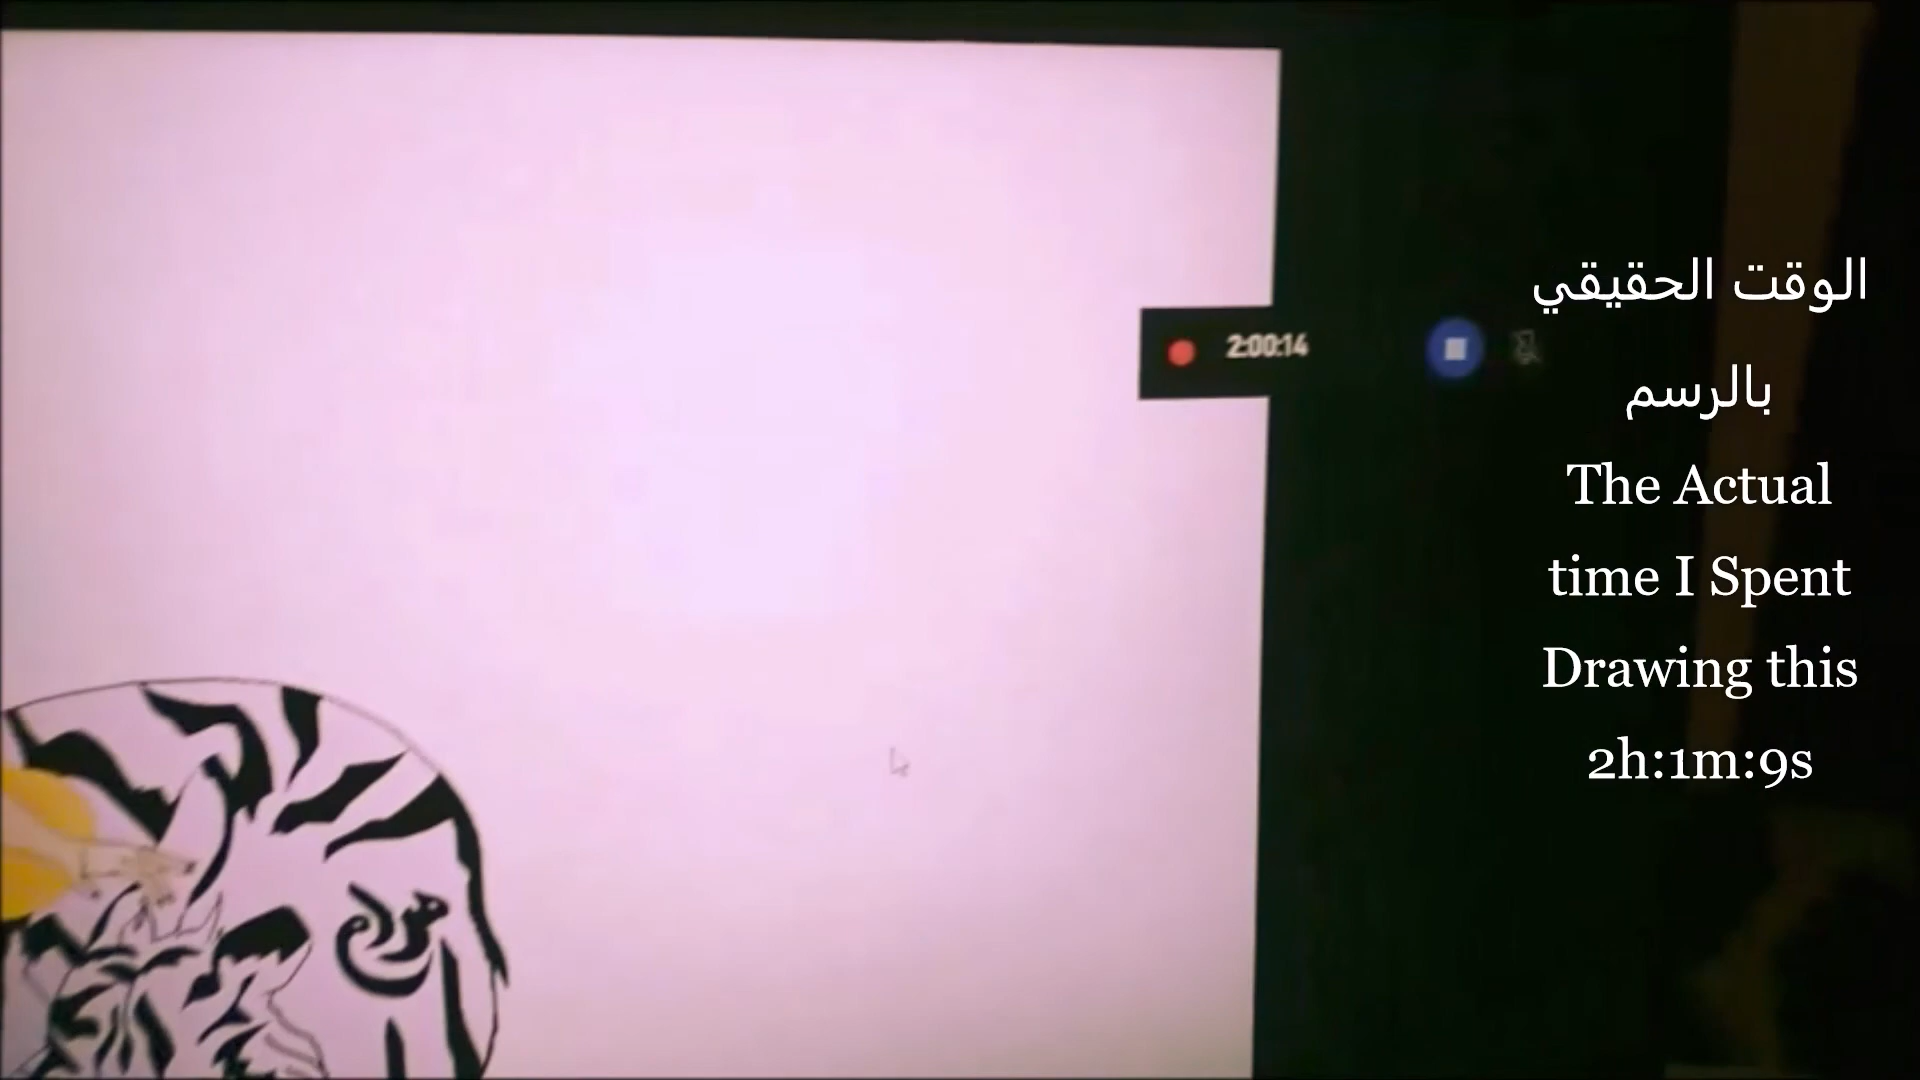 2:00:14
الوقت الحقيقي
بالرسم
The Actual
time I Spent
Drawing this
2h:1m:9s